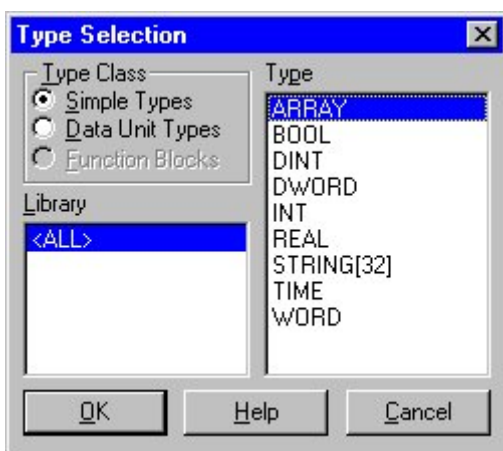 Type Selection
Type Class
Simple Types
Data Unit Types
Function Blocks
Library
<ALL>
Type
ARRAY
BOOL
DINT
DWORD
INT
REAL
STRING[32]
TIME
WORD
OK
Help
Cancel